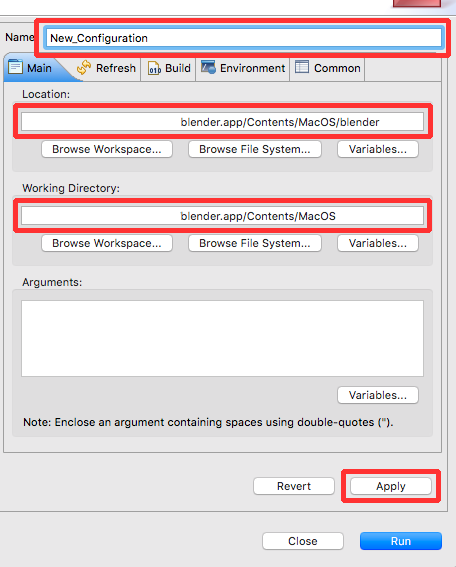 Name: New_Configuration
Main Refresh Build Environment Common
Location:
blender.app/Contents/MacOS/blender
Browse Workspace... Browse File System... Variables...
Working Directory:
blender.app/Contents/MacOS
Browse Workspace... Browse File System... Variables...
Arguments:
Variables...
Note: Enclose an argument containing spaces using double-quotes (").
Revert Apply
Close Run